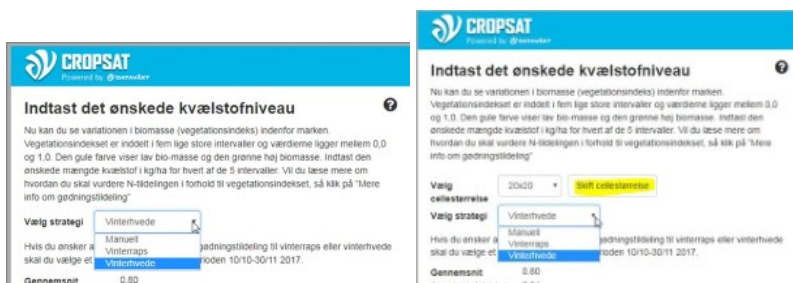 CROPSAT
Powered by
Indtast det ønskede kvælstofniveau
Nu kan du se variationen i biomasse (vegetationsindeks) indenfor marken.
Vegetationsindekset er inddelt i fem lige store intervaller og værdierne ligger mellem 0,0
og 1,0. Den gule farve viser lav bio-masse og den grønne høj biomasse. Indtast den
ønskede mængde kvælstof i kg/ha for hvert af de 5 intervaller. Vil du læse mere om
hvordan du skal vurdere N-tildelingen i forhold til vegetationsindekset, så klik på "Mere
info om gødningstildeling"
Vælg strategi Vinterhvede
Manuell
Vinterraps
Vinterhvede
Hvis du ønsker a gødningstildeling til vinterraps eller vinterhvede
skal du vælge et rioden 10/10-30/11 2017.
Gennemsnit 0.80
CROPSAT
Powered by
Indtast det ønskede kvælstofniveau
Nu kan du se variationen i biomasse (vegetationsindeks) indenfor marken.
Vegetationsindekset er inddelt i fem lige store intervaller og værdierne ligger mellem 0,0
og 1,0. Den gule farve viser lav bio-masse og den grønne høj biomasse. Indtast den
ønskede mængde kvælstof i kg/ha for hvert af de 5 intervaller. Vil du læse mere om
hvordan du skal vurdere N-tildelingen i forhold til vegetationsindekset, så klik på "Mere
info om gødningstildeling"
Vælg cellestørrelse 20x20 Skift cellestørrelse
Vælg strategi Vinterhvede
Manuell
Vinterraps
Vinterhvede
Hvis du ønsker a gødningstildeling til vinterraps eller vinterhvede
skal du vælge et rioden 10/10-30/11 2017.
Gennemsnit 0.80